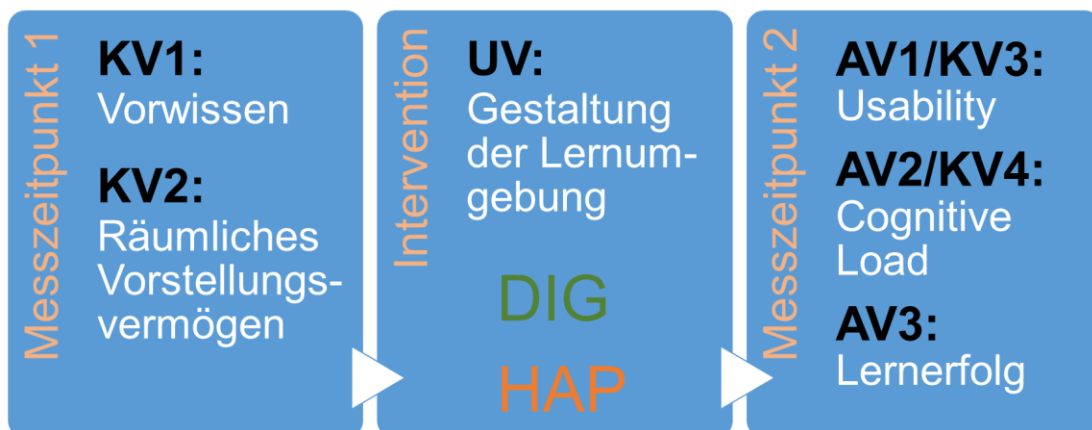 Messzeitpunkt 1
KV1:
Vorwissen
KV2:
Räumliches
Vorstellungs-
vermögen
Intervention
UV:
Gestaltung
der Lernum-
gebung
DIG
HAP
Messzeitpunkt 2
AV1/KV3:
Usability
AV2/KV4:
Cognitive
Load
AV3:
Lernerfolg